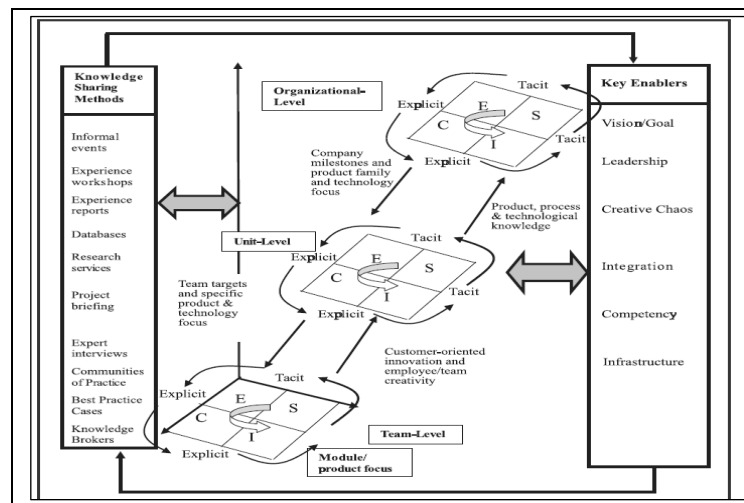 Knowledge
Sharing
Methods
Informal
events
Experience
workshops
Experience
reports
Databases
Research
services
Project
briefing
Expert
interviews
Communities
of Practice
Best Practice
Cases
Knowledge
Brokers
Organizational-
Level
Tacit
Explicit
E
S
C
I
Explicit
Tacit
Company
milestones and
product family
and technology
focus
Product, process
& technological
knowledge
Unit-Level
Tacit
Explicit
E
S
C
I
Explicit
Tacit
Team targets
and specific
product &
technology
focus
Customer-oriented
innovation and
employee/team
creativity
Tacit
Explicit
E
S
C
I
Explicit
Team-Level
Module/
product focus
Key Enablers
Vision/Goal
Leadership
Creative Chaos
Integration
Competency
Infrastructure